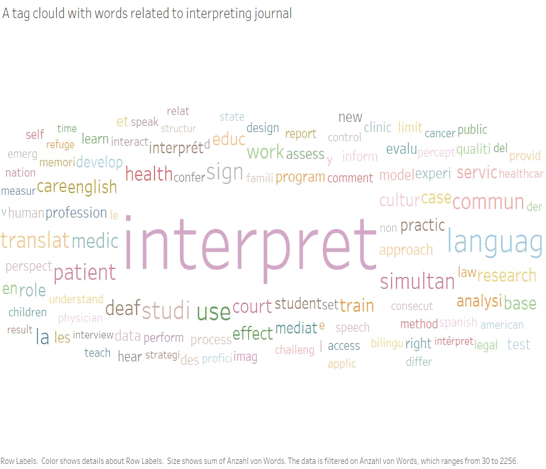 A tag clould with words related to interpreting journal
relat
et speak state new
time structur design clinic limit
self learn report control cancer public
refuge interact interprét d educ
emerg work assess y inform evalu percept qualiti del
memori develop provid
nation health confer sign famili program comment model experi servic healthcar
measur care english
v human profession le cultur case commun der
interpret non practic
translat medic approach languag
perspect patient simultan law research
en role
understand deaf studi use court student set train consecut analysi base
children physician
result la les interview data perform process effect mediat e speech method spanish american
hear strategi des profici imag challeng l access bilingu right intérpret legal test
teach applic differ
Row Labels.  Color shows details about Row Labels.  Size shows sum of Anzahl von Words. The data is filtered on Anzahl von Words, which ranges from 30 to 2256.